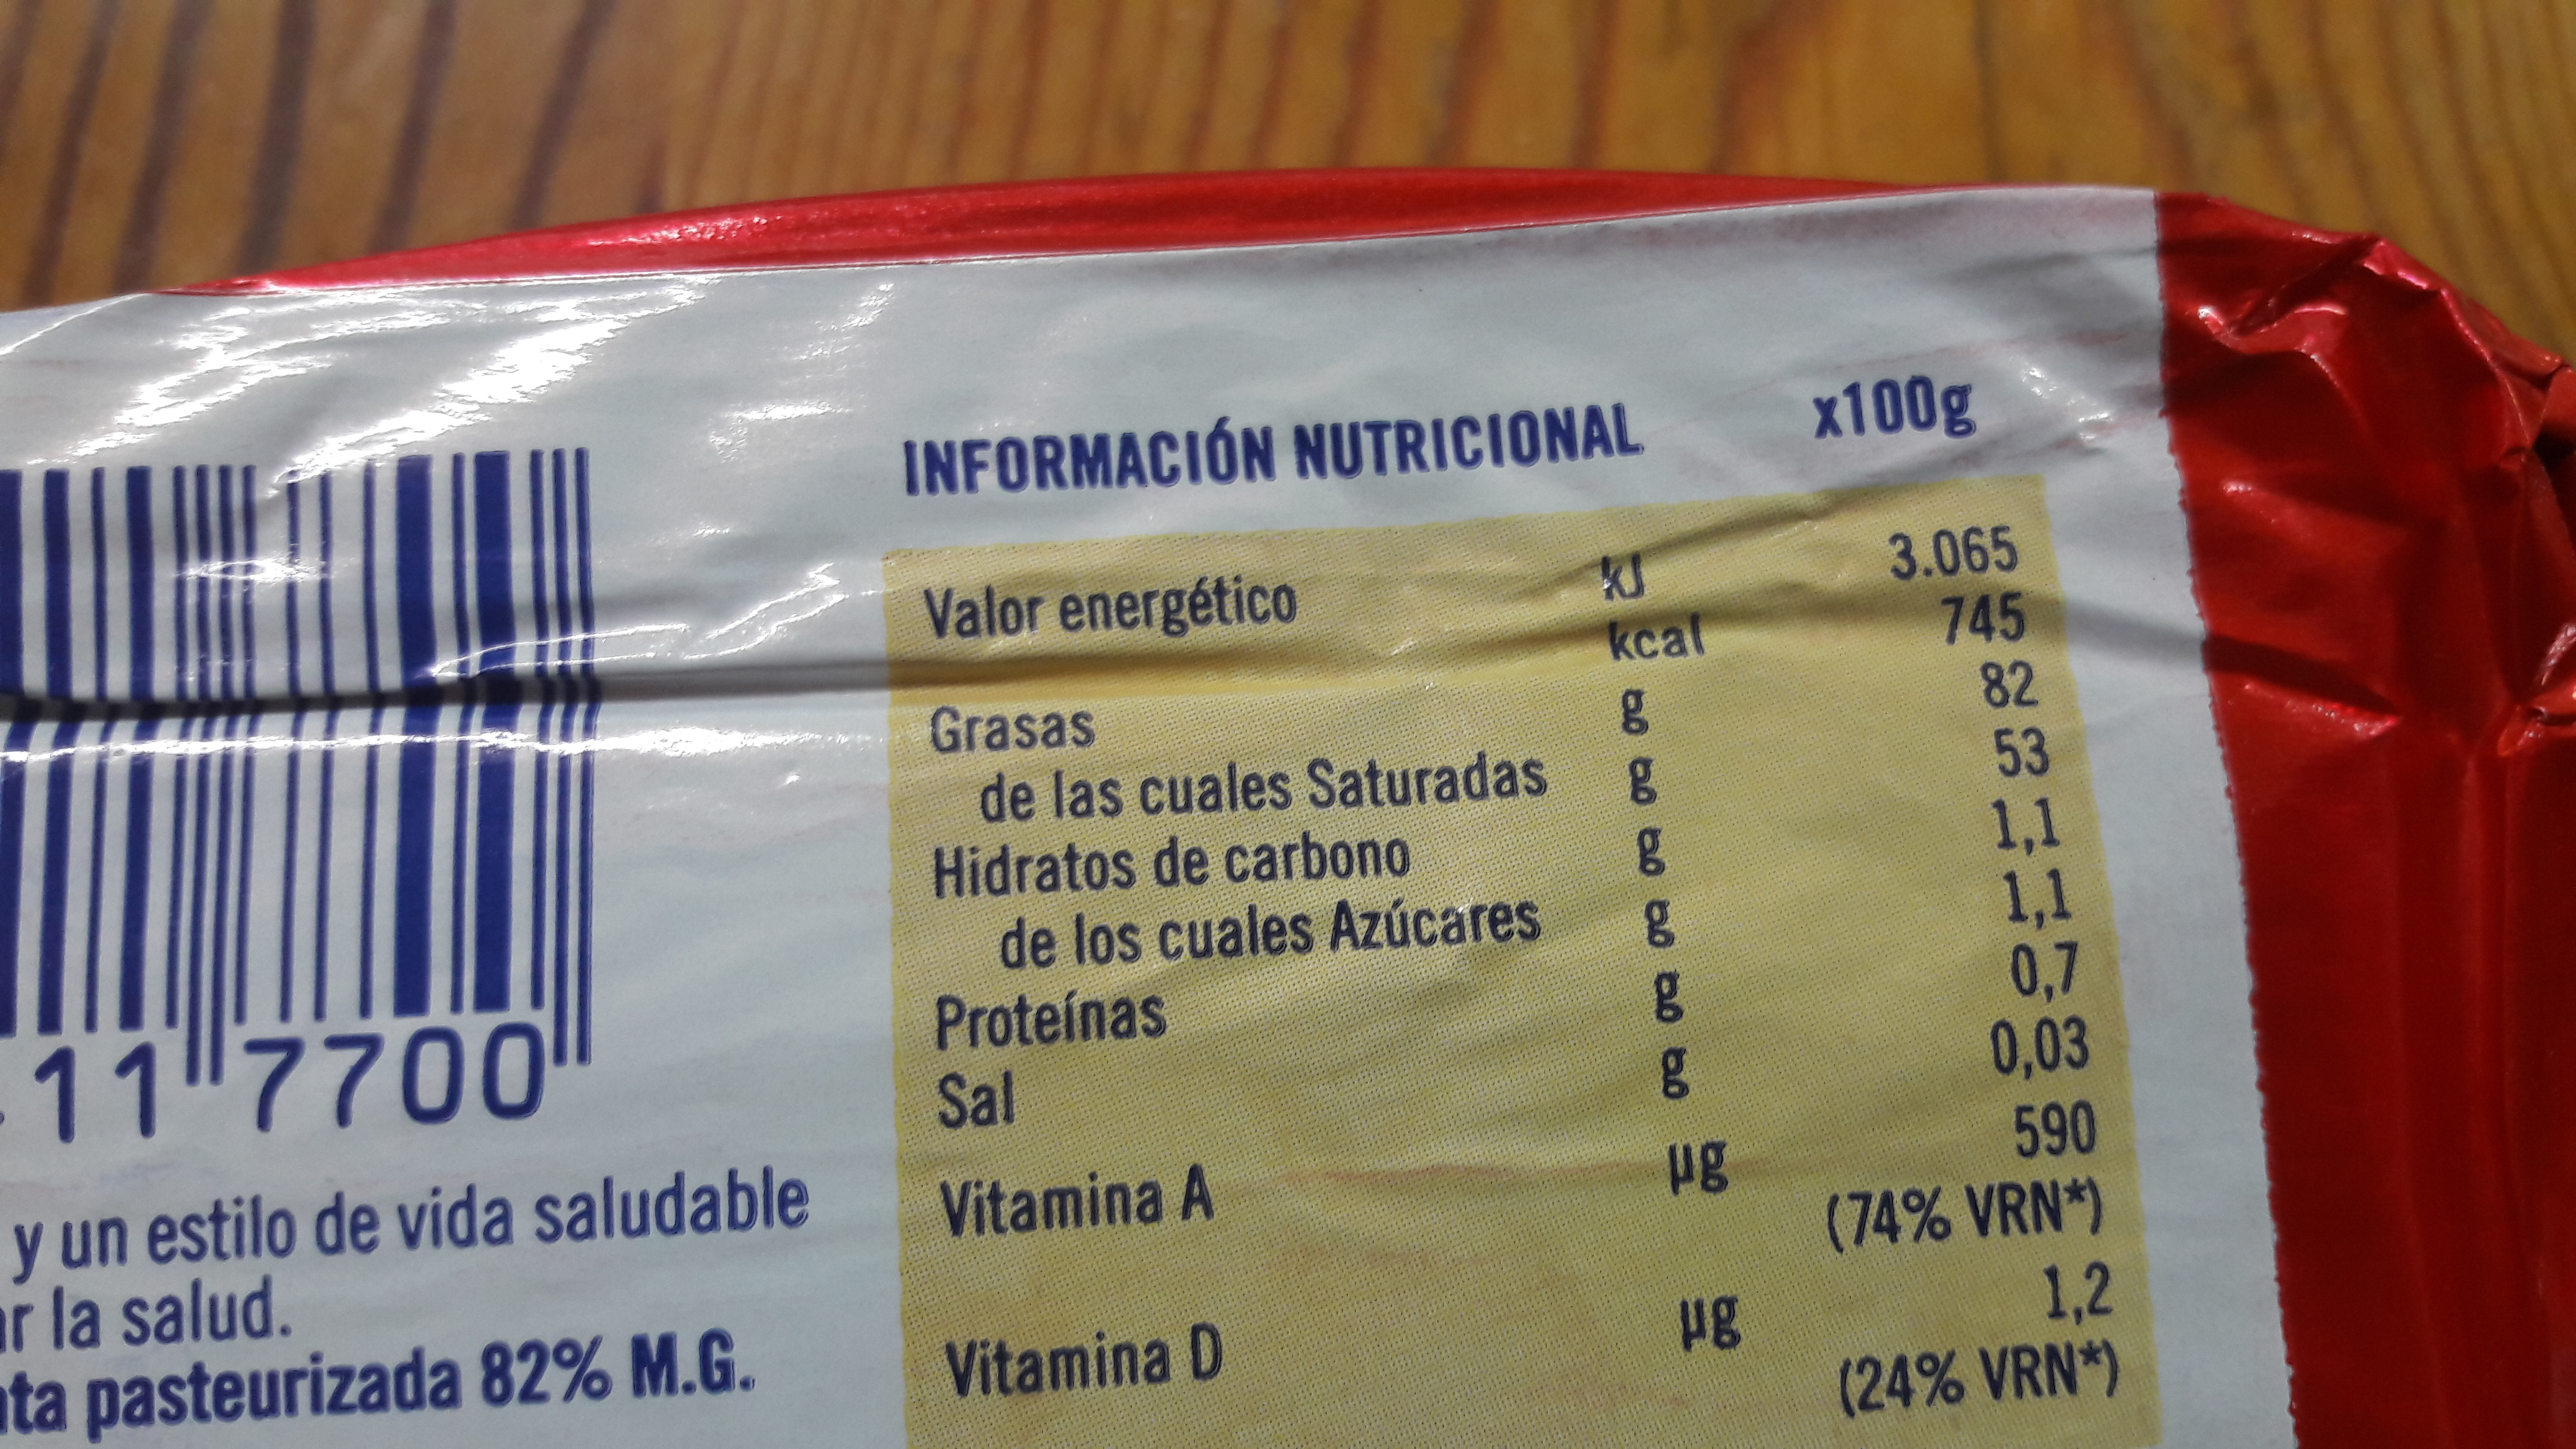 INFORMACIÓN NUTRICIONAL x100g
Valor energético kJ 3.065
kcal 745
Grasas g 82
de las cuales Saturadas g 53
Hidratos de carbono g 1,1
de los cuales Azúcares g 1,1
Proteínas g 0,7
Sal g 0,03
Vitamina A µg 590
(74% VRN*)
Vitamina D µg 1,2
(24% VRN*)
11 7700
y un estilo de vida saludable
la salud.
pasteurizada 82% M.G.